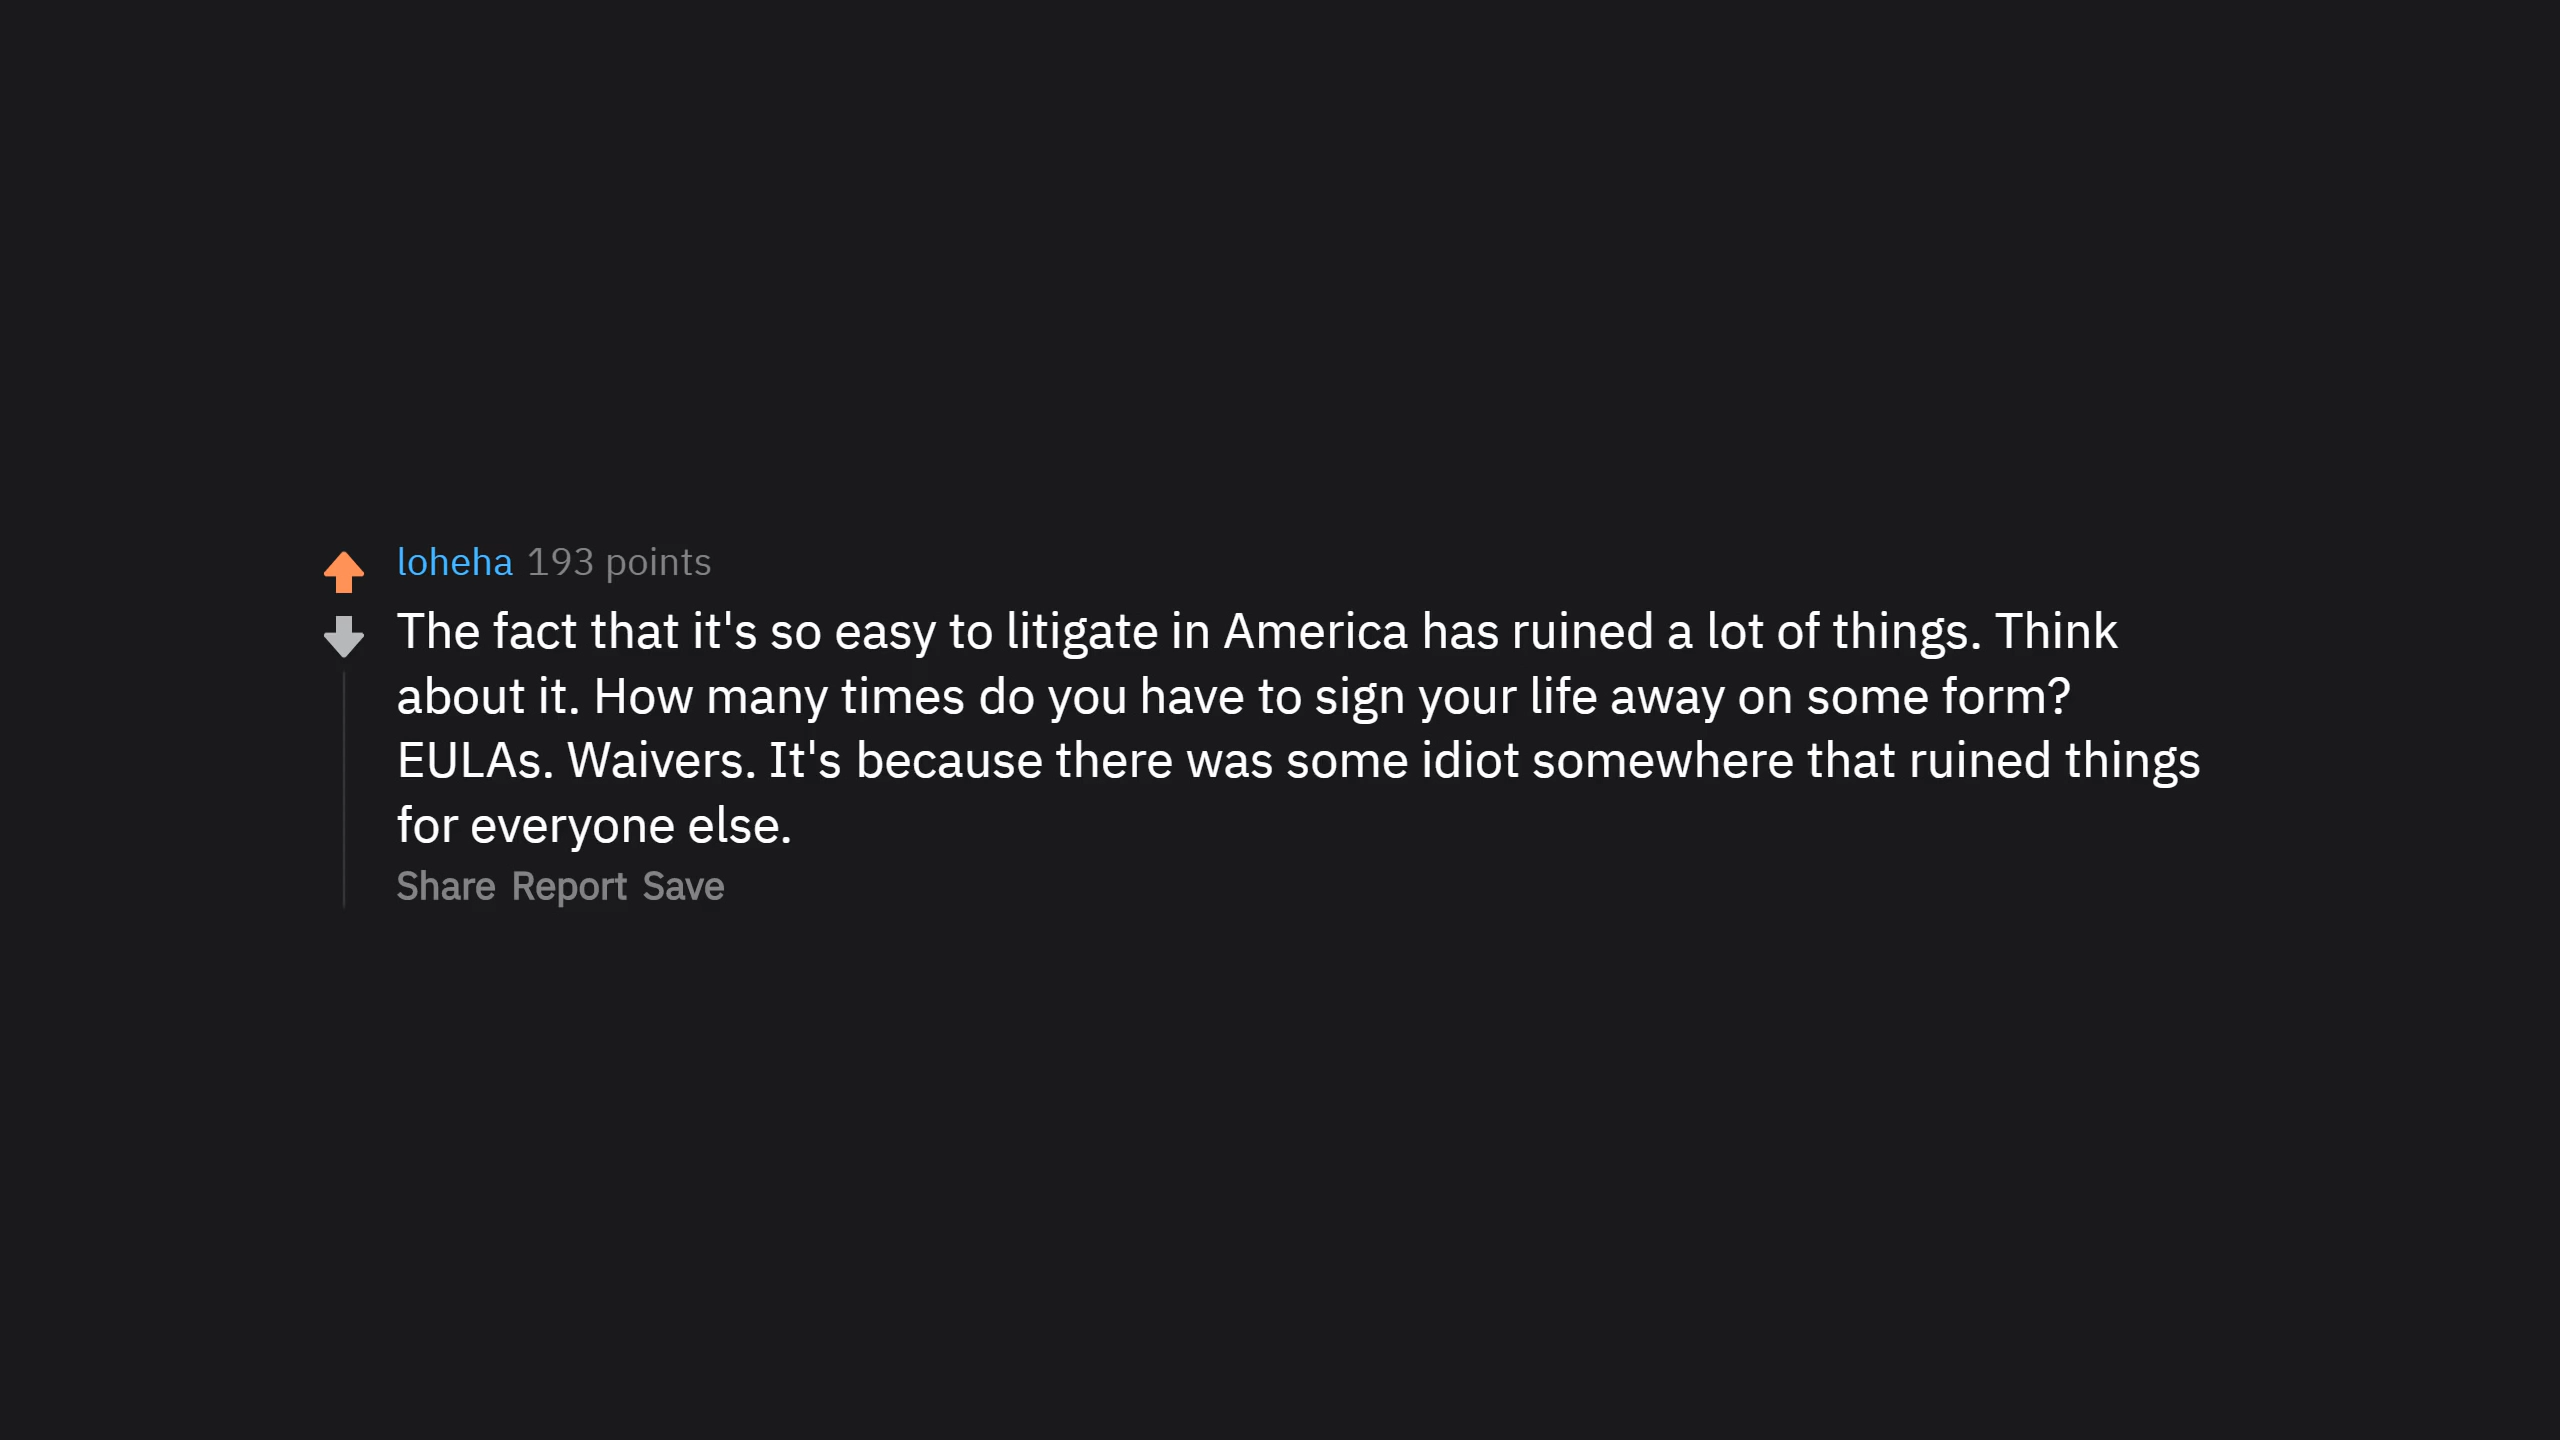 loheha 193 points
The fact that it's so easy to litigate in America has ruined a lot of things. Think
about it. How many times do you have to sign your life away on some form?
EULAs. Waivers. It's because there was some idiot somewhere that ruined things
for everyone else.
Share Report Save